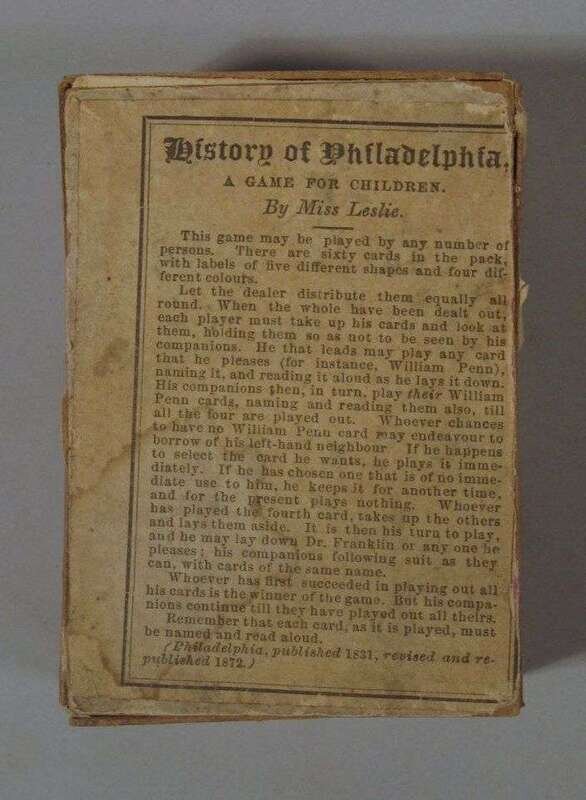 History of Philadelphia.
A GAME FOR CHILDREN.
By Miss Leslie.
This game may be played by any number of
persons. There are sixty cards in the pack,
with labels of five different shapes and four dif-
ferent colours.
Let the dealer distribute them equally all
round. When the whole have been dealt out,
each player must take up his cards and look at
them, holding them so as not to be seen by his
companions. He that leads may play any card
that he pleases (for instance, William Penn),
naming it, and reading it aloud as he lays it down.
His companions then, in turn, play their William
Penn cards, naming and reading them also, till
all the four are played out. Whoever chances
to have no William Penn card may endeavour to
borrow of his left-hand neighbour. If he happens
to select the card he wants, he plays it imme-
diately. If he has chosen one that is of no imme-
diate use to him, he keeps it for another time,
and for the present plays nothing. Whoever
has played the fourth card, takes up the others
and lays them aside. It is then his turn to play,
and he may lay down Dr. Franklin or any one he
pleases; his companions following suit as they
can, with cards of the same name.
Whoever has first succeeded in playing out all
his cards is the winner of the game. But his compa-
nions continue till they have played out all theirs.
Remember that each card, as it is played, must
be named and read aloud.
(Philadelphia, published 1831, revised and re-
published 1872.)